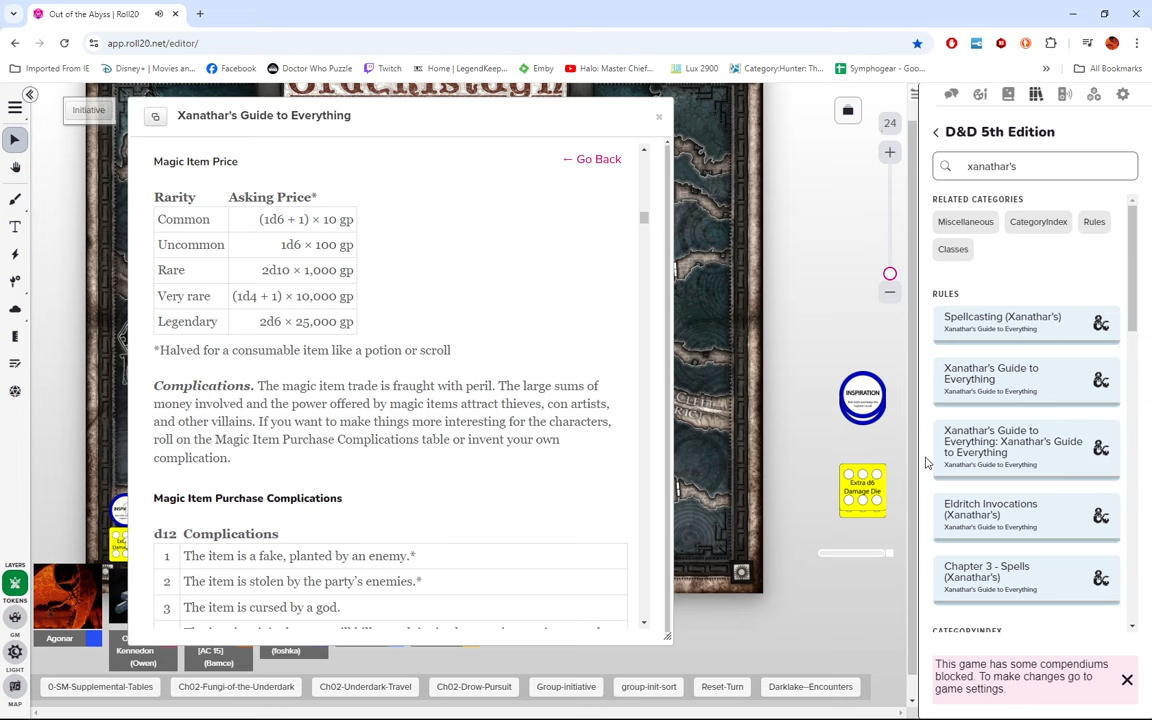 Out of the Abyss | Roll20
app.roll20.net/editor/
Imported From IE
Disney+ | Movies an...
Facebook
Doctor Who Puzzle
Twitch
Home | LegendKeep...
Emby
Halo: Master Chief...
Lux 2900
Category:Hunter: Th...
Symphogear - Goo...
All Bookmarks
Initiative
Xanathar's Guide to Everything
Magic Item Price
← Go Back
Rarity Asking Price*
Common (1d6 + 1) × 10 gp
Uncommon 1d6 × 100 gp
Rare 2d10 × 1,000 gp
Very rare (1d4 + 1) × 10,000 gp
Legendary 2d6 × 25,000 gp
*Halved for a consumable item like a potion or scroll
Complications. The magic item trade is fraught with peril. The large sums of
money involved and the power offered by magic items attract thieves, con artists,
and other villains. If you want to make things more interesting for the characters,
roll on the Magic Item Purchase Complications table or invent your own
complication.
Magic Item Purchase Complications
d12 Complications
1 The item is a fake, planted by an enemy.*
2 The item is stolen by the party's enemies.*
3 The item is cursed by a god.
24
INSPIRATION
Extra d6
Damage Die
LAYERS
TOKENS
GM
LIGHT
MAP
Agonar
Kennedon
(Owen)
[AC 15]
(Bamce)
(foshka)
0-SM-Supplemental-Tables
Ch02-Fungi-of-the-Underdark
Ch02-Underdark-Travel
Ch02-Drow-Pursuit
Group-initiative
group-init-sort
Reset-Turn
Darklake--Encounters
D&D 5th Edition
xanathar's
RELATED CATEGORIES
Miscellaneous
CategoryIndex
Rules
Classes
RULES
Spellcasting (Xanathar's)
Xanathar's Guide to Everything
Xanathar's Guide to
Everything
Xanathar's Guide to Everything
Xanathar's Guide to
Everything: Xanathar's Guide
to Everything
Xanathar's Guide to Everything
Eldritch Invocations
(Xanathar's)
Xanathar's Guide to Everything
Chapter 3 - Spells
(Xanathar's)
Xanathar's Guide to Everything
CATEGORYINDEX
This game has some compendiums
blocked. To make changes go to
game settings.